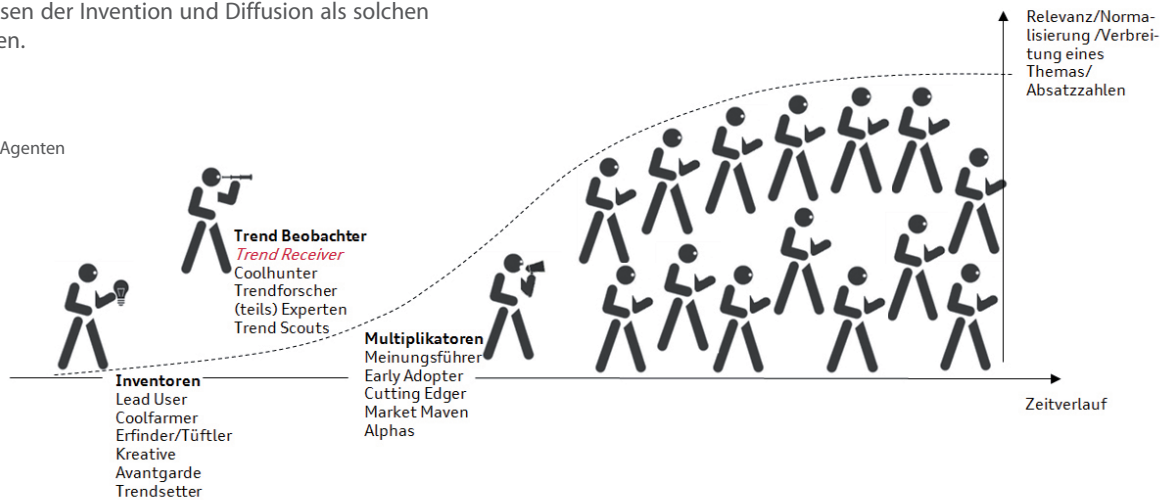 sen der Invention und Diffusion als solchen
en.
Agenten
Relevanz/Norma-
lisierung /Verbrei-
tung eines
Themas/
Absatzzahlen
Trend Beobachter
Trend Receiver
Coolhunter
Trendforscher
(teils) Experten
Trend Scouts
Multiplikatoren
Meinungsführer
Early Adopter
Cutting Edger
Market Maven
Alphas
Inventoren
Lead User
Coolfarmer
Erfinder/Tüftler
Kreative
Avantgarde
Trendsetter
Zeitverlauf